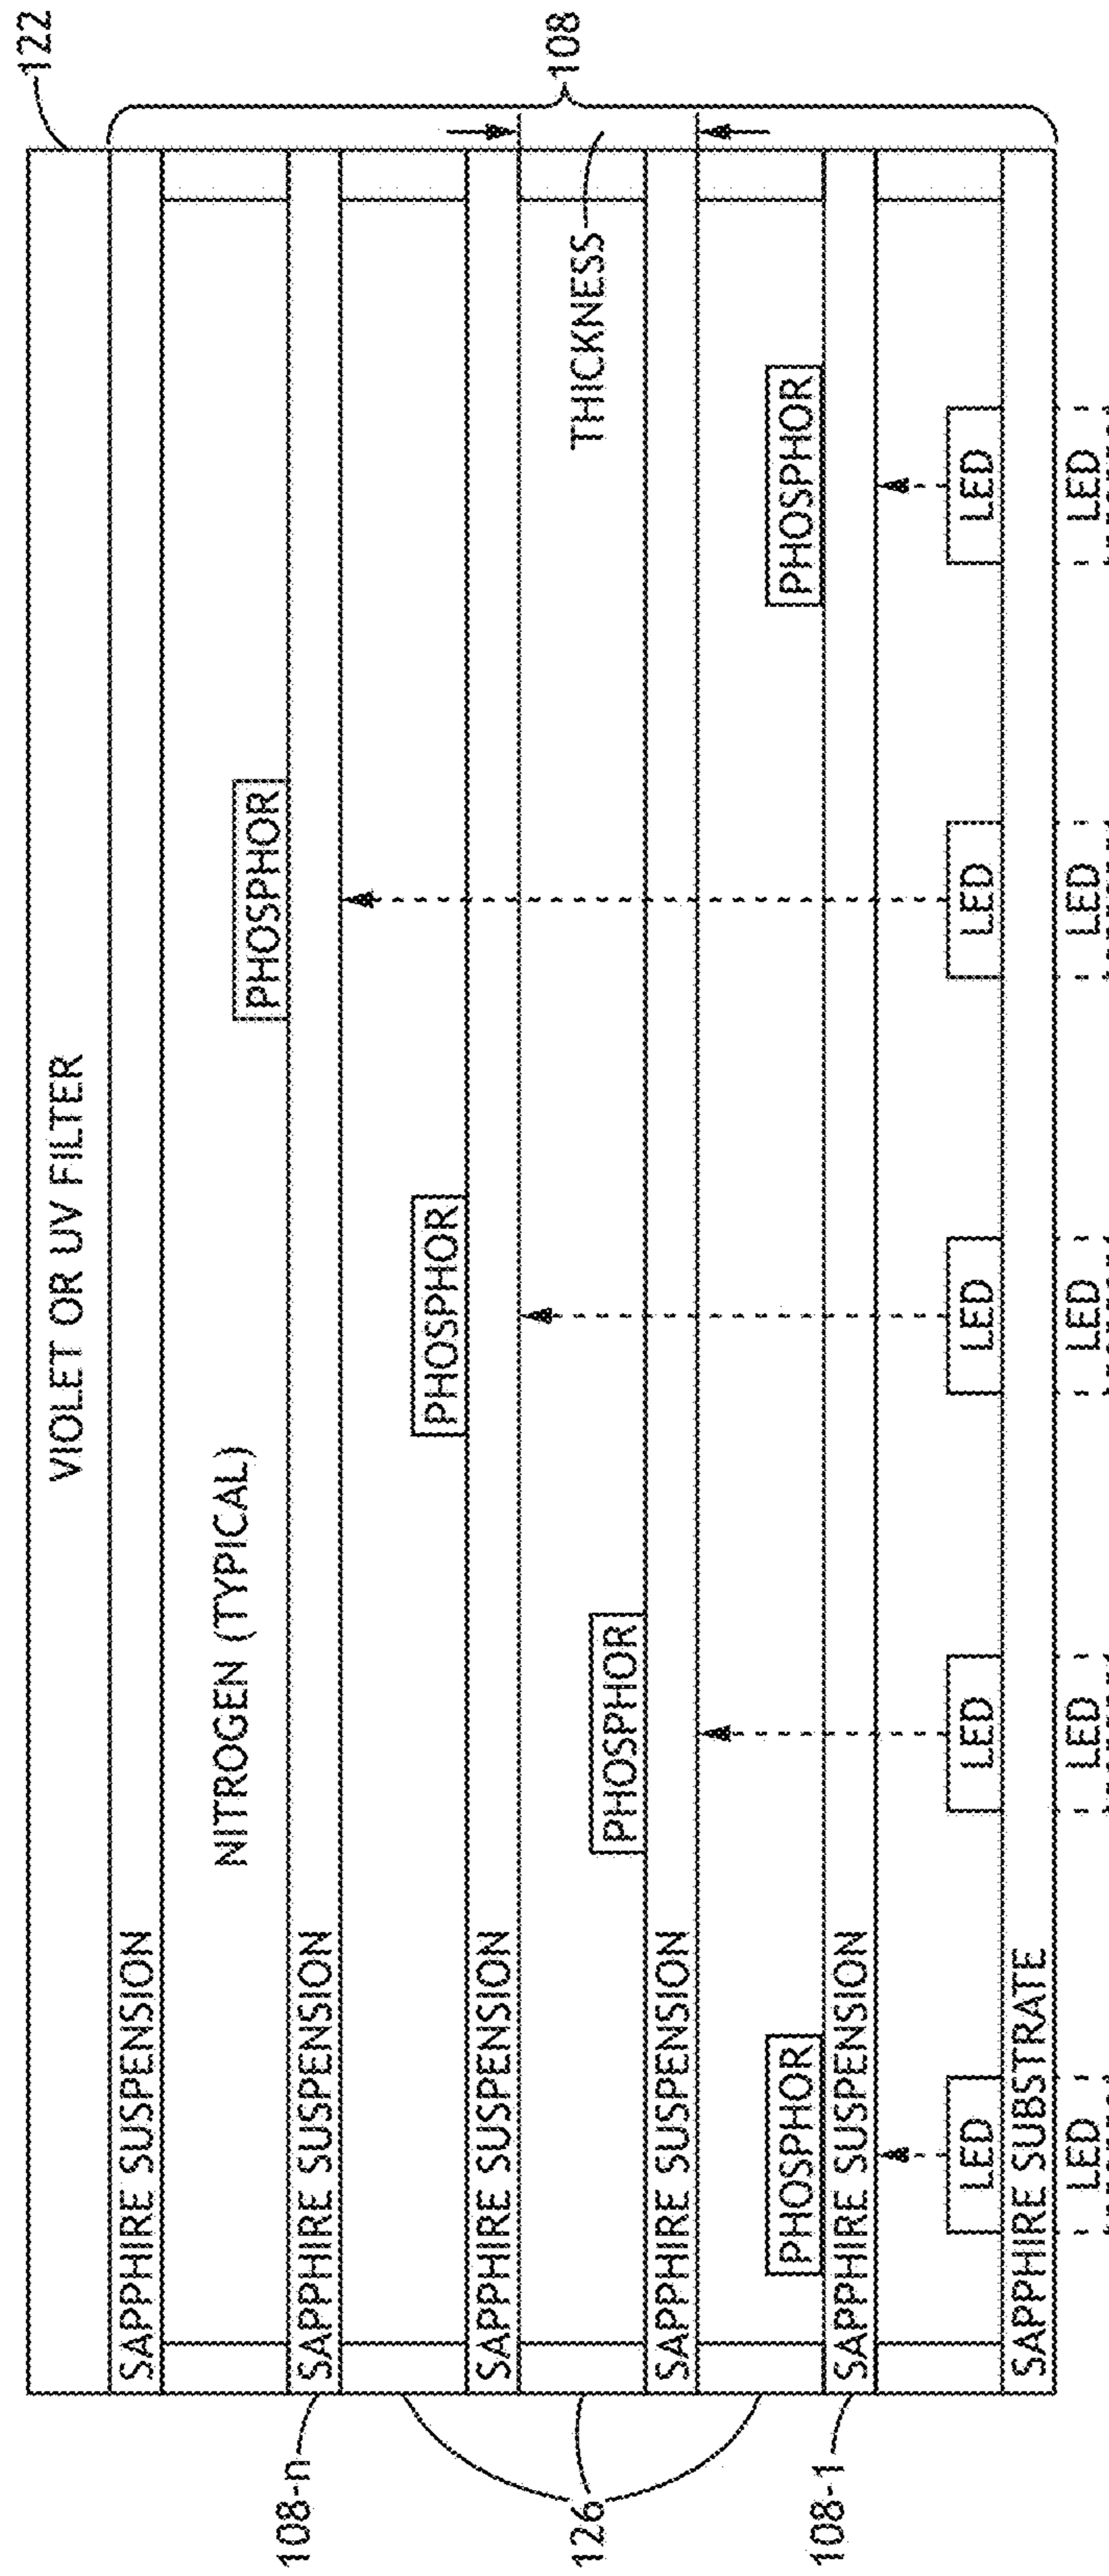 122
VIOLET OR UV FILTER
SAPPHIRE SUSPENSION
108
NITROGEN (TYPICAL)
PHOSPHOR
108-n
SAPPHIRE SUSPENSION
PHOSPHOR
SAPPHIRE SUSPENSION
THICKNESS
126
PHOSPHOR
SAPPHIRE SUSPENSION
PHOSPHOR
PHOSPHOR
108-1
SAPPHIRE SUSPENSION
LED
LED
LED
LED
LED
SAPPHIRE SUBSTRATE
LED
LED
LED
LED
LED